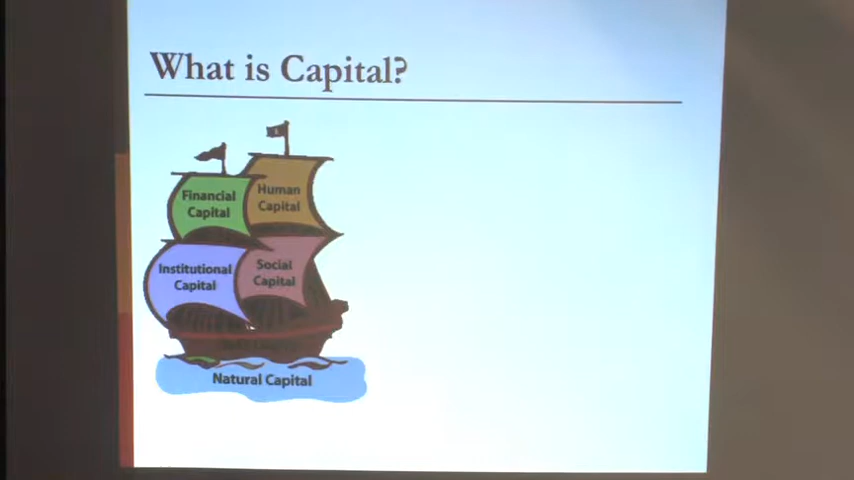 What is Capital?
Financial
Capital
Human
Capital
Institutional
Capital
Social
Capital
Natural Capital